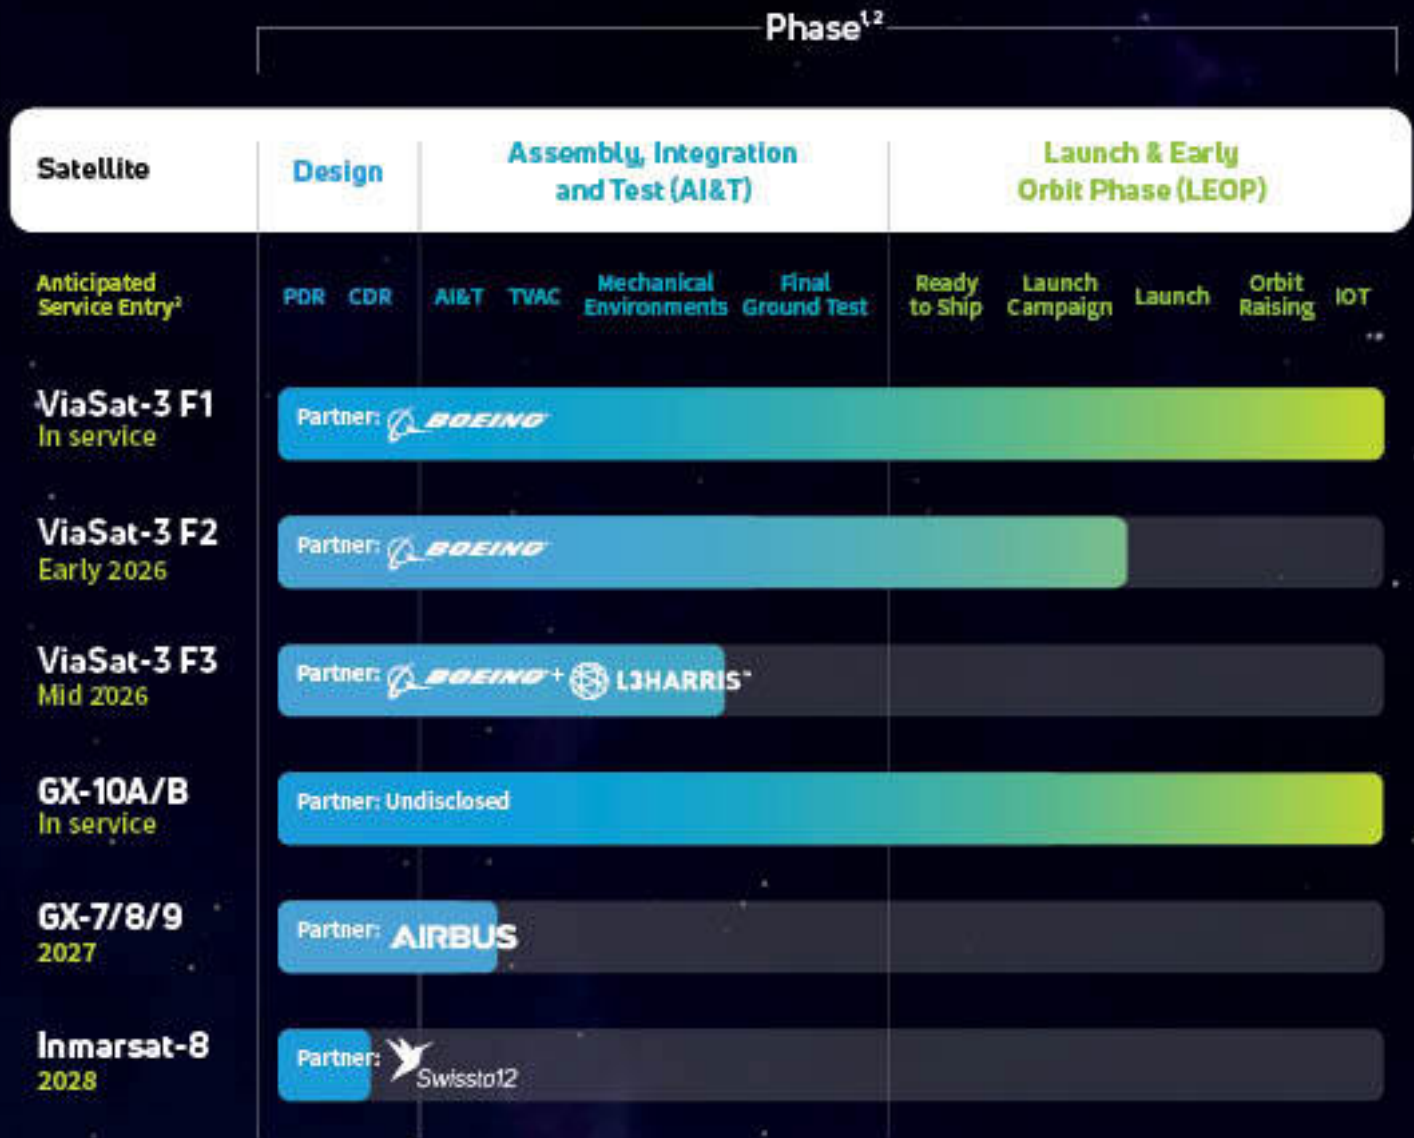 Phase1,2
Satellite
Design
Assembly, Integration
and Test (AI&T)
Launch & Early
Orbit Phase (LEOP)
Anticipated
Service Entry2
PDR
CDR
AI&T
TVAC
Mechanical
Environments
Final
Ground Test
Ready
to Ship
Launch
Campaign
Launch
Orbit
Raising
IOT
ViaSat-3 F1
In service
Partner: BOEING
ViaSat-3 F2
Early 2026
Partner: BOEING
ViaSat-3 F3
Mid 2026
Partner: BOEING + L3HARRIS™
GX-10A/B
In service
Partner: Undisclosed
GX-7/8/9
2027
Partner: AIRBUS
Inmarsat-8
2028
Partner: Swissto12